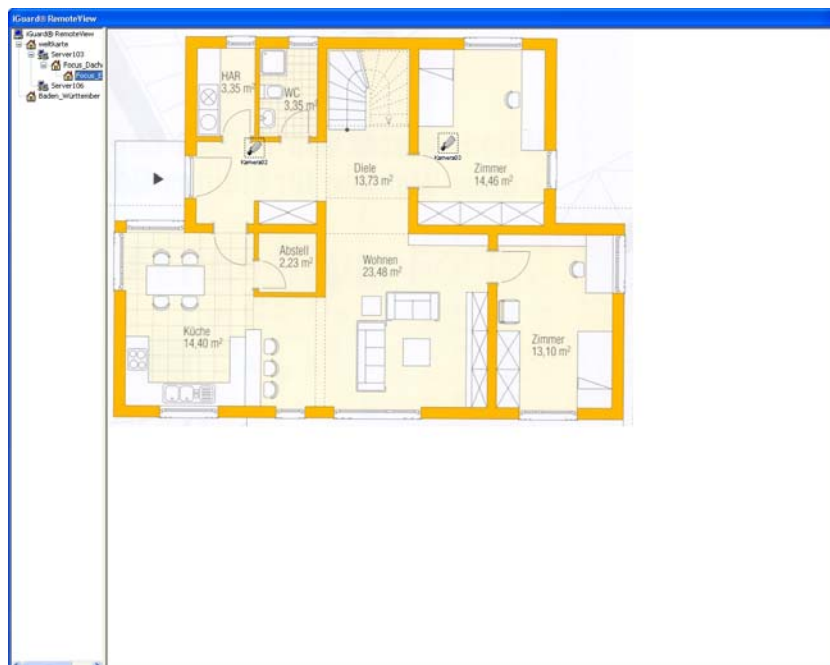 iGuard® RemoteView
iGuard® RemoteView
weltkarte
Server103
Focus_Dach
Focus_E
Server106
Baden_Württember
HAR
3,35 m²
WC
3,35 m²
Kamera02
Diele
13,73 m²
Kamera03
Zimmer
14,46 m²
Abstell
2,23 m²
Wohnen
23,48 m²
Küche
14,40 m²
Zimmer
13,10 m²